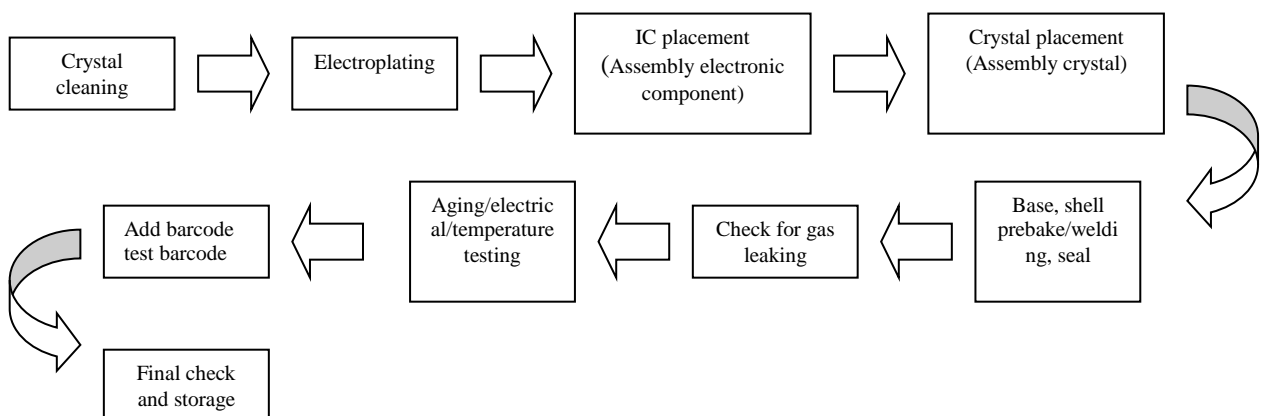 Crystal
cleaning
Electroplating
IC placement
(Assembly electronic
component)
Crystal placement
(Assembly crystal)
Base, shell
prebake/weldi
ng, seal
Check for gas
leaking
Aging/electric
al/temperature
testing
Add barcode
test barcode
Final check
and storage